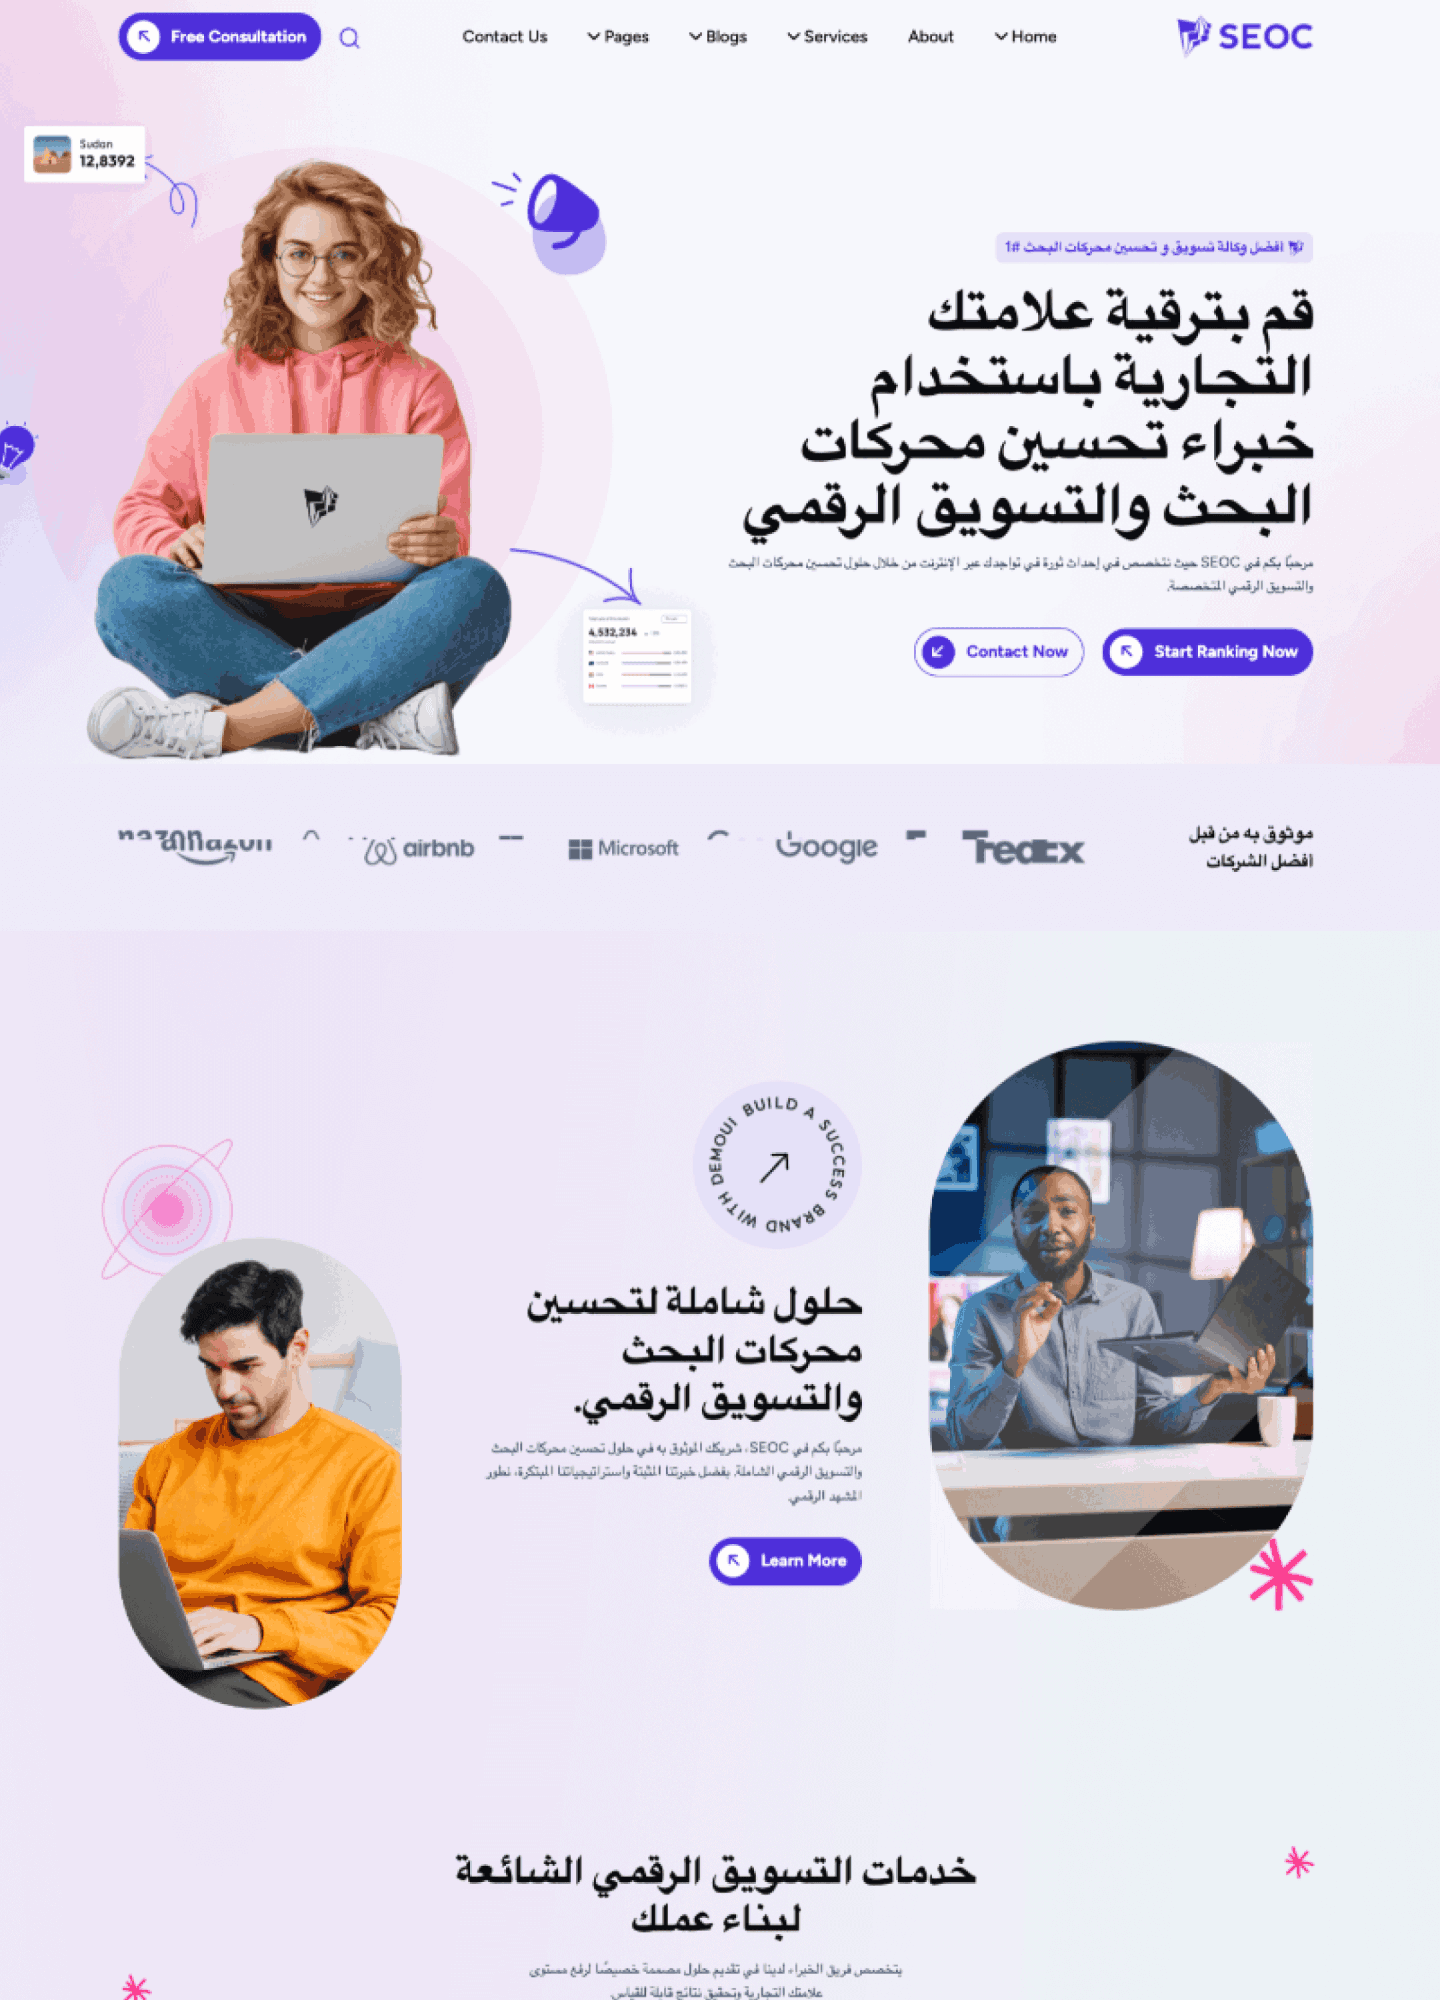 SEOC
Home
About
Services
Blogs
Pages
Contact Us
Free Consultation
Sudan
12,8392
افضل وكالة تسويق و تحسين محركات البحث #1
قم بترقية علامتك
التجارية باستخدام
خبراء تحسين محركات
البحث والتسويق الرقمي
مرحبًا بكم في SEOC حيث نتخصص في إحداث ثورة في تواجدك عبر الإنترنت من خلال حلول تحسين محركات البحث
والتسويق الرقمي المتخصصة.
Start Ranking Now
Contact Now
4,532,234
موثوق به من قبل
أفضل الشركات
FedEx
Google
Microsoft
airbnb
amazon
BUILD A SUCCESS BRAND WITH DEMOUI
حلول شاملة لتحسين
محركات البحث
والتسويق الرقمي.
مرحبًا بكم في SEOC، شريكك الموثوق به في حلول تحسين محركات البحث
والتسويق الرقمي الشاملة. بفضل خبرتنا المثبتة واستراتيجياتنا المبتكرة، نطور
المشهد الرقمي.
Learn More
خدمات التسويق الرقمي الشائعة
لبناء عملك
يتخصص فريق الخبراء لدينا في تقديم حلول مصممة خصيصًا لرفع مستوى
علامتك التجارية وتحقيق نتائج قابلة للقياس.